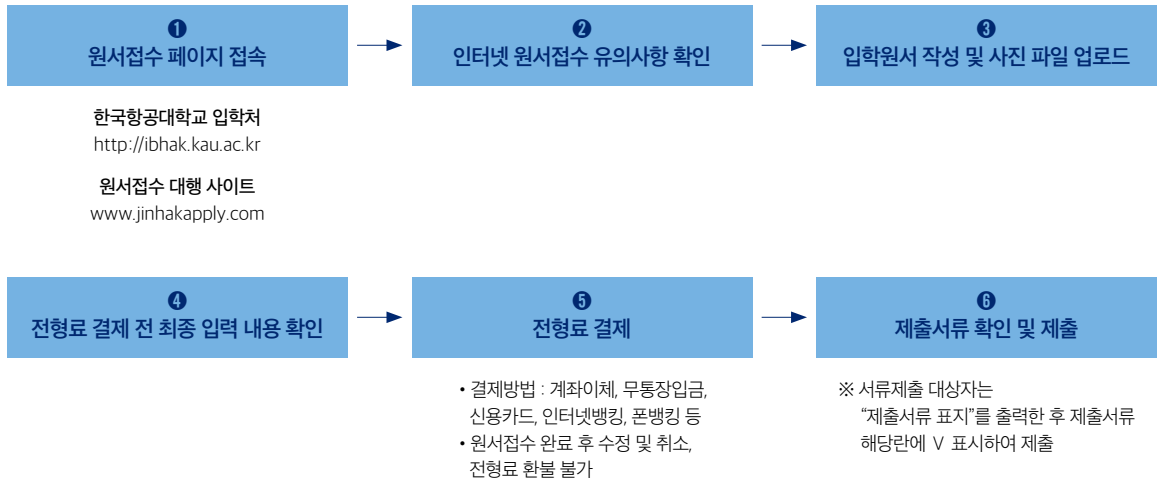 ❶
원서접수 페이지 접속
❷
인터넷 원서접수 유의사항 확인
❸
입학원서 작성 및 사진 파일 업로드
한국항공대학교 입학처
http://ibhak.kau.ac.kr
원서접수 대행 사이트
www.jinhakapply.com
❹
전형료 결제 전 최종 입력 내용 확인
❺
전형료 결제
❻
제출서류 확인 및 제출
• 결제방법 : 계좌이체, 무통장입금,
신용카드, 인터넷뱅킹, 폰뱅킹 등
• 원서접수 완료 후 수정 및 취소,
전형료 환불 불가
※ 서류제출 대상자는
“제출서류 표지”를 출력한 후 제출서류
해당란에 V 표시하여 제출